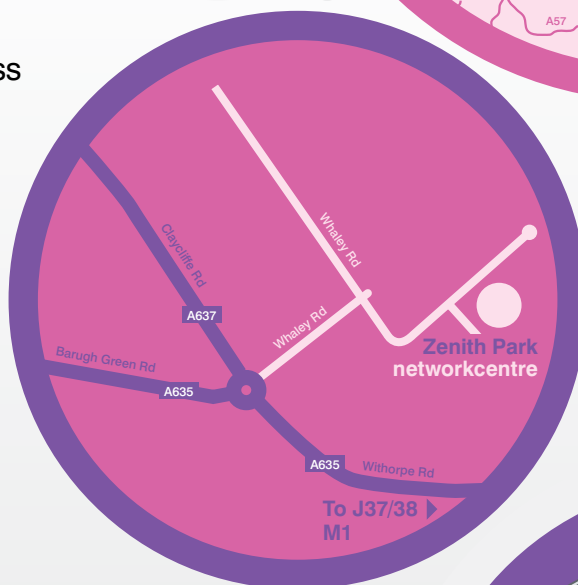 A57
ss
Claycliffe Rd
Whaley Rd
A637
Whaley Rd
Barugh Green Rd
A635
Zenith Park
networkcentre
A635
Withorpe Rd
To J37/38
M1